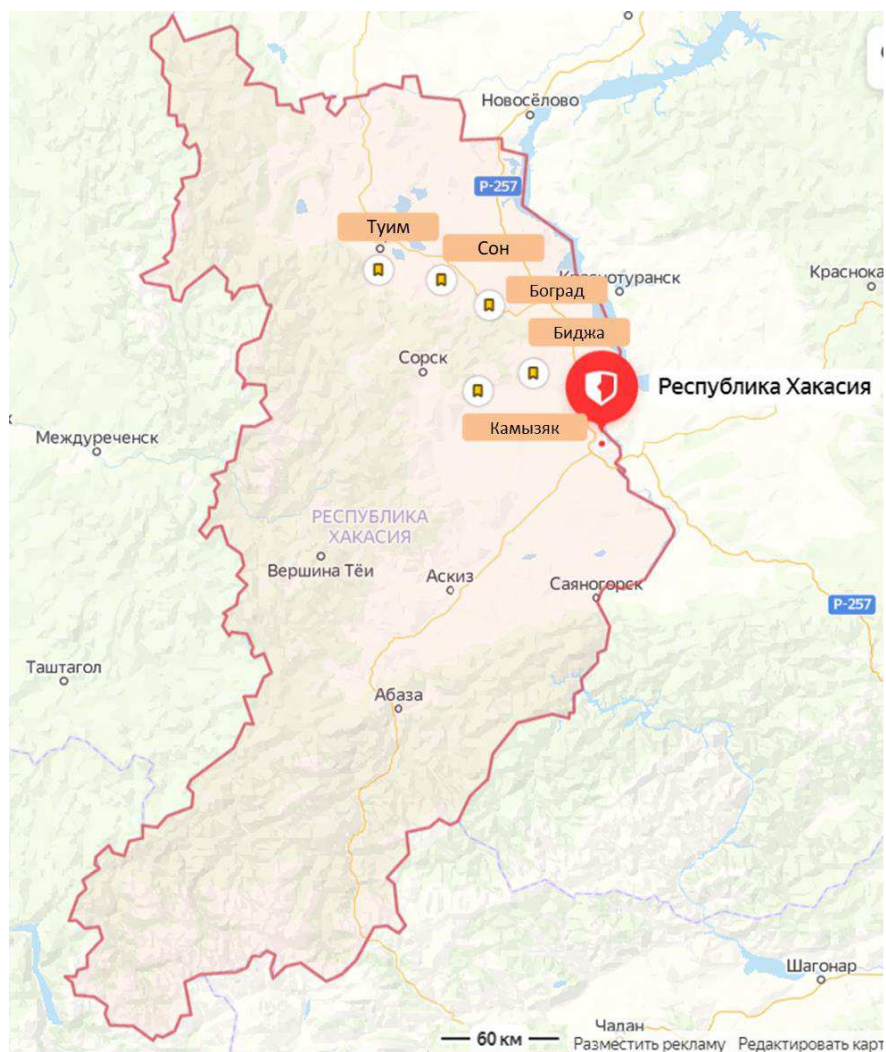 Новосёлово
Р-257
Туим
Сон
Краснотуранск
Краснока
Боград
Биджа
Сорск
Республика Хакасия
Камызяк
Междуреченск
РЕСПУБЛИКА
ХАКАСИЯ
Вершина Тёи
Аскиз
Саяногорск
Р-257
Таштагол
Абаза
Шагонар
Чадан
60 км
Разместить рекламу Редактировать карт